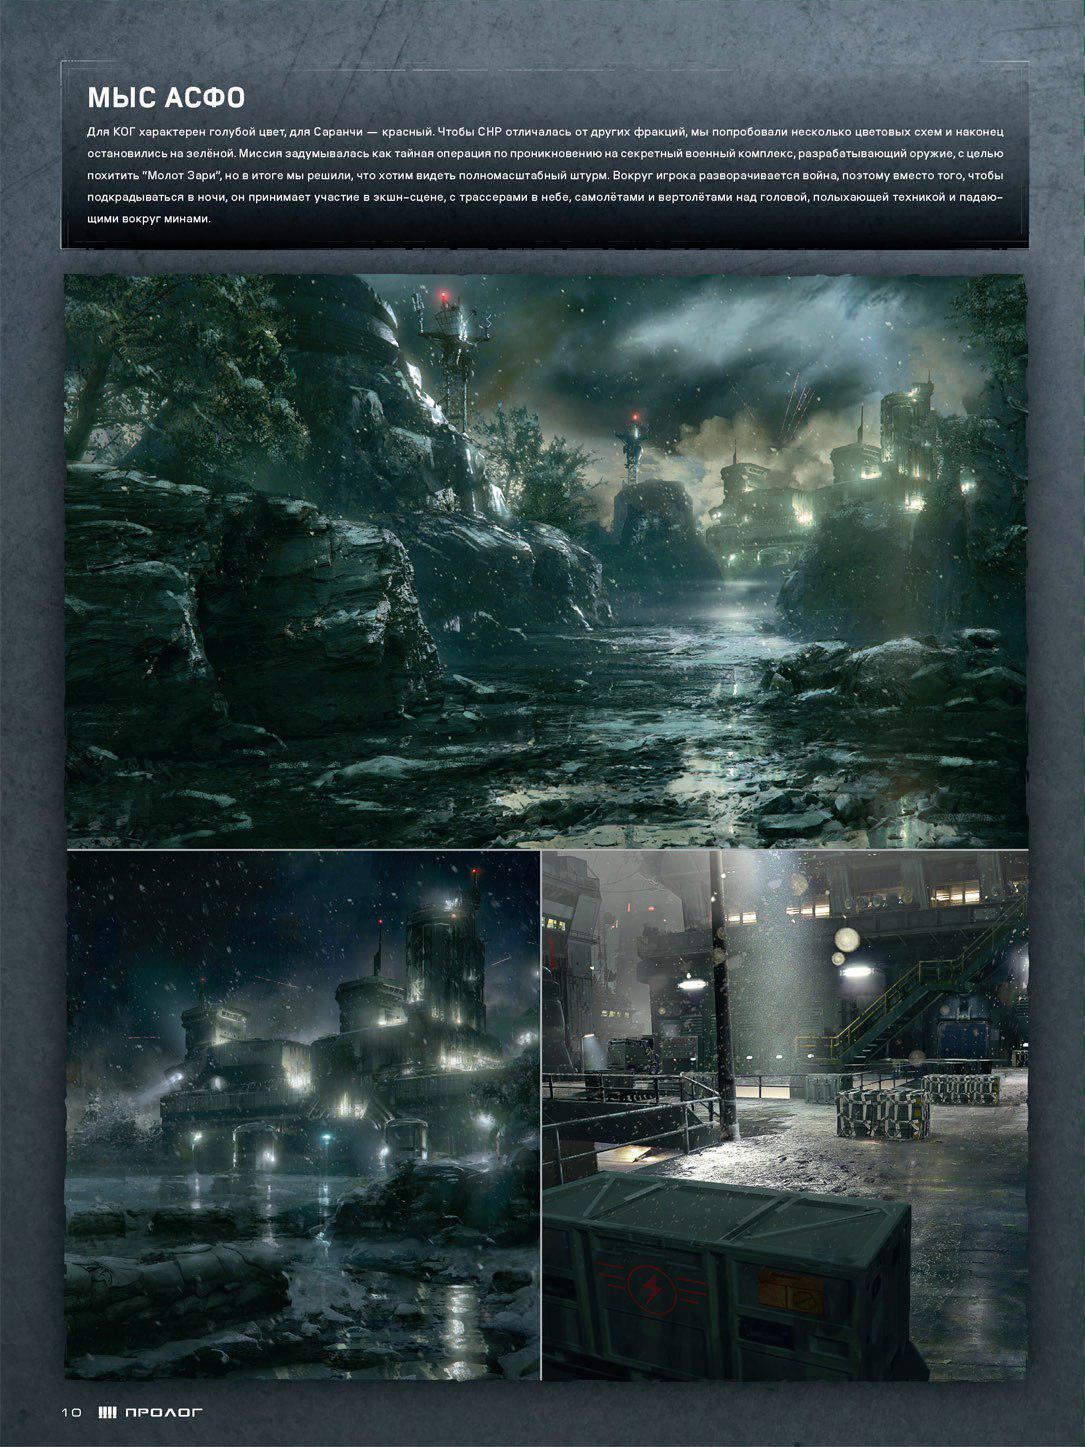 МЫС АСФО
Для КОГ характерен голубой цвет, для Саранчи — красный. Чтобы СНР отличалась от других фракций, мы попробовали несколько цветовых схем и наконец
остановились на зелёной. Миссия задумывалась как тайная операция по проникновению на секретный военный комплекс, разрабатывающий оружие, с целью
похитить "Молот Зари", но в итоге мы решили, что хотим видеть полномасштабный штурм. Вокруг игрока разворачивается война, поэтому вместо того, чтобы
подкрадываться в ночи, он принимает участие в экшн-сцене, с трассерами в небе, самолётами и вертолётами над головой, полыхающей техникой и падаю-
щими вокруг минами.
10 ПРОЛОГ